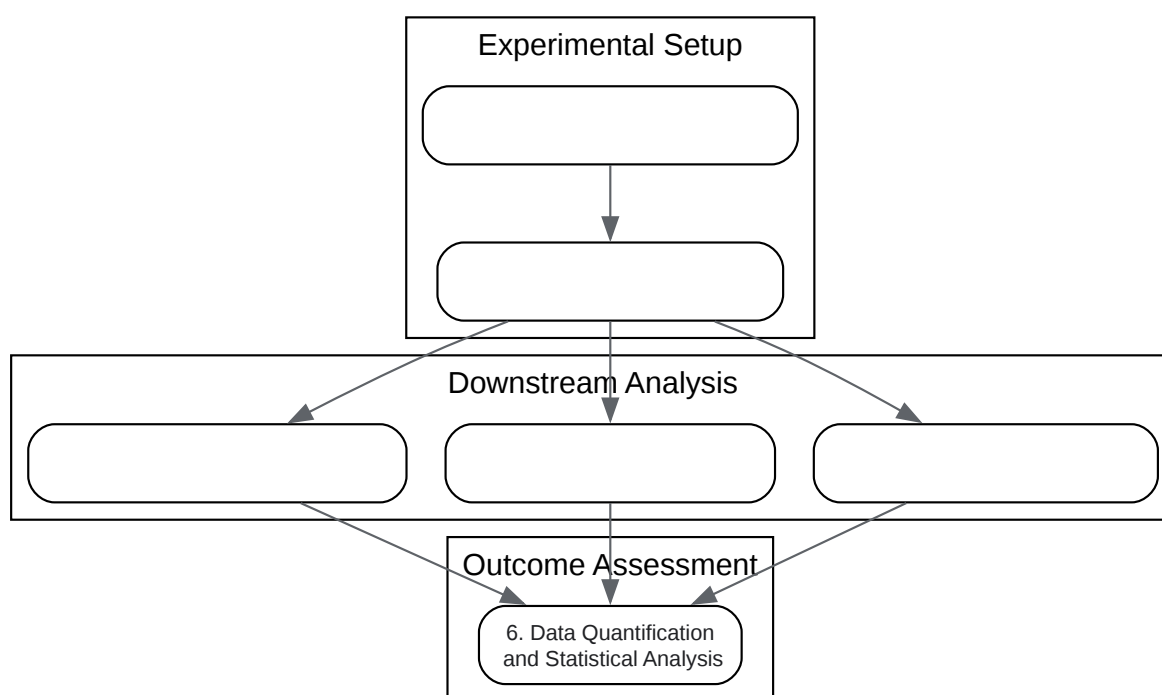 Experimental Setup
Downstream Analysis
Outcome Assessment
6. Data Quantification
and Statistical Analysis